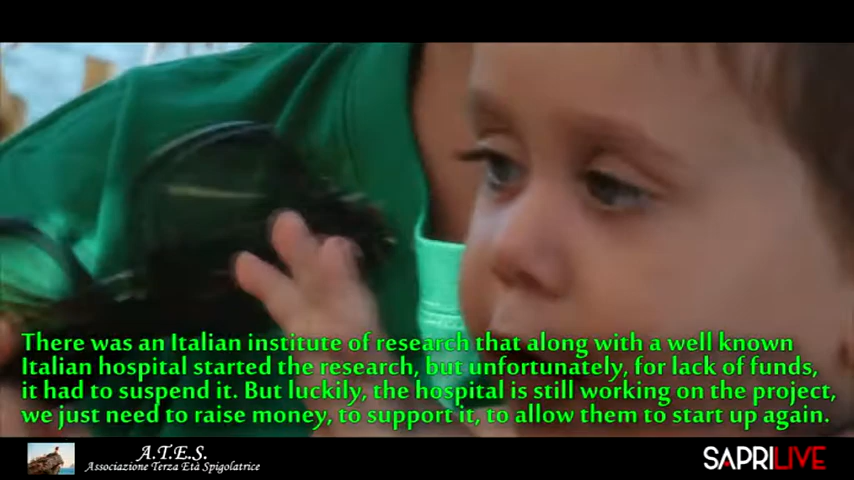 There was an Italian institute of research that along with a well known
Italian hospital started the research, but unfortunately, for lack of funds,
it had to suspend it. But luckily, the hospital is still working on the project,
we just need to raise money, to support it, to allow them to start up again.
A.T.E.S.
Associazione Terza Età Spigolatrice
SAPRILIVE